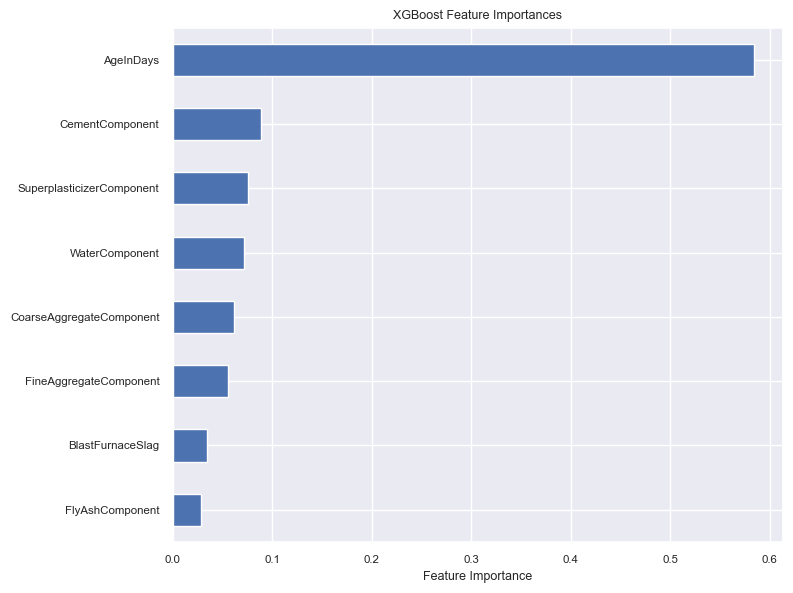 XGBoost Feature Importances
AgeInDays
CementComponent
SuperplasticizerComponent
WaterComponent
CoarseAggregateComponent
FineAggregateComponent
BlastFurnaceSlag
FlyAshComponent
0.0 0.1 0.2 0.3 0.4 0.5 0.6
Feature Importance